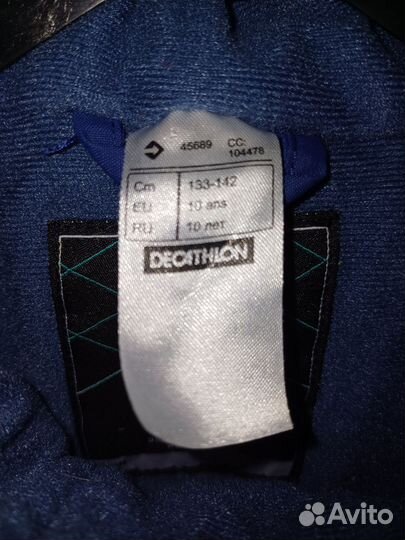 45689 CC:
104478
Cm 133-142
EU 10 ans
RU 10 лет
DECATHLON
Avito